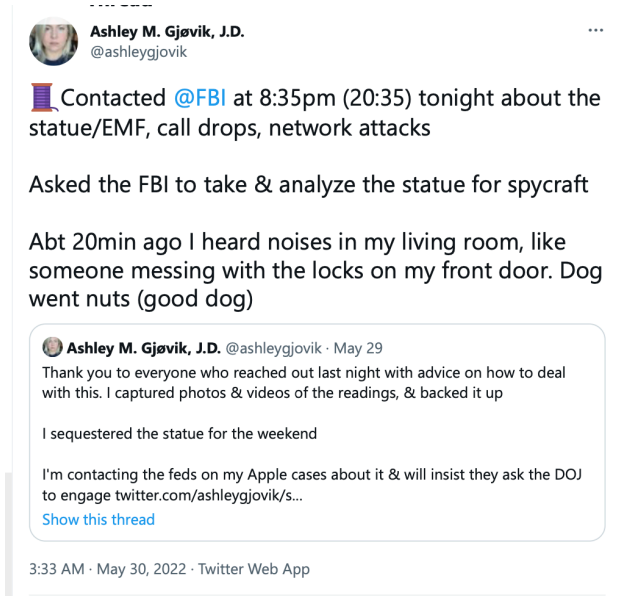 Ashley M. Gjøvik, J.D.
@ashleygjovik
Contacted @FBI at 8:35pm (20:35) tonight about the
statue/EMF, call drops, network attacks
Asked the FBI to take & analyze the statue for spycraft
Abt 20min ago I heard noises in my living room, like
someone messing with the locks on my front door. Dog
went nuts (good dog)
Ashley M. Gjøvik, J.D. @ashleygjovik · May 29
Thank you to everyone who reached out last night with advice on how to deal
with this. I captured photos & videos of the readings, & backed it up
I sequestered the statue for the weekend
I'm contacting the feds on my Apple cases about it & will insist they ask the DOJ
to engage twitter.com/ashleygjovik/s...
Show this thread
3:33 AM · May 30, 2022 · Twitter Web App